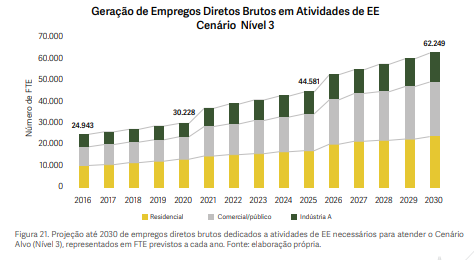 Geração de Empregos Diretos Brutos em Atividades de EE
Cenário Nível 3
Número de FTE
70.000
60.000
50.000
40.000
30.000
20.000
10.000
0
24.943
30.228
44.581
62.249
2016 2017 2018 2019 2020 2021 2022 2023 2024 2025 2026 2027 2028 2029 2030
Residencial Comercial/público Indústria A
Figura 21. Projeção até 2030 de empregos diretos brutos dedicados a atividades de EE necessários para atender o Cenário
Alvo (Nível 3), representados em FTE previstos a cada ano. Fonte: elaboração própria.